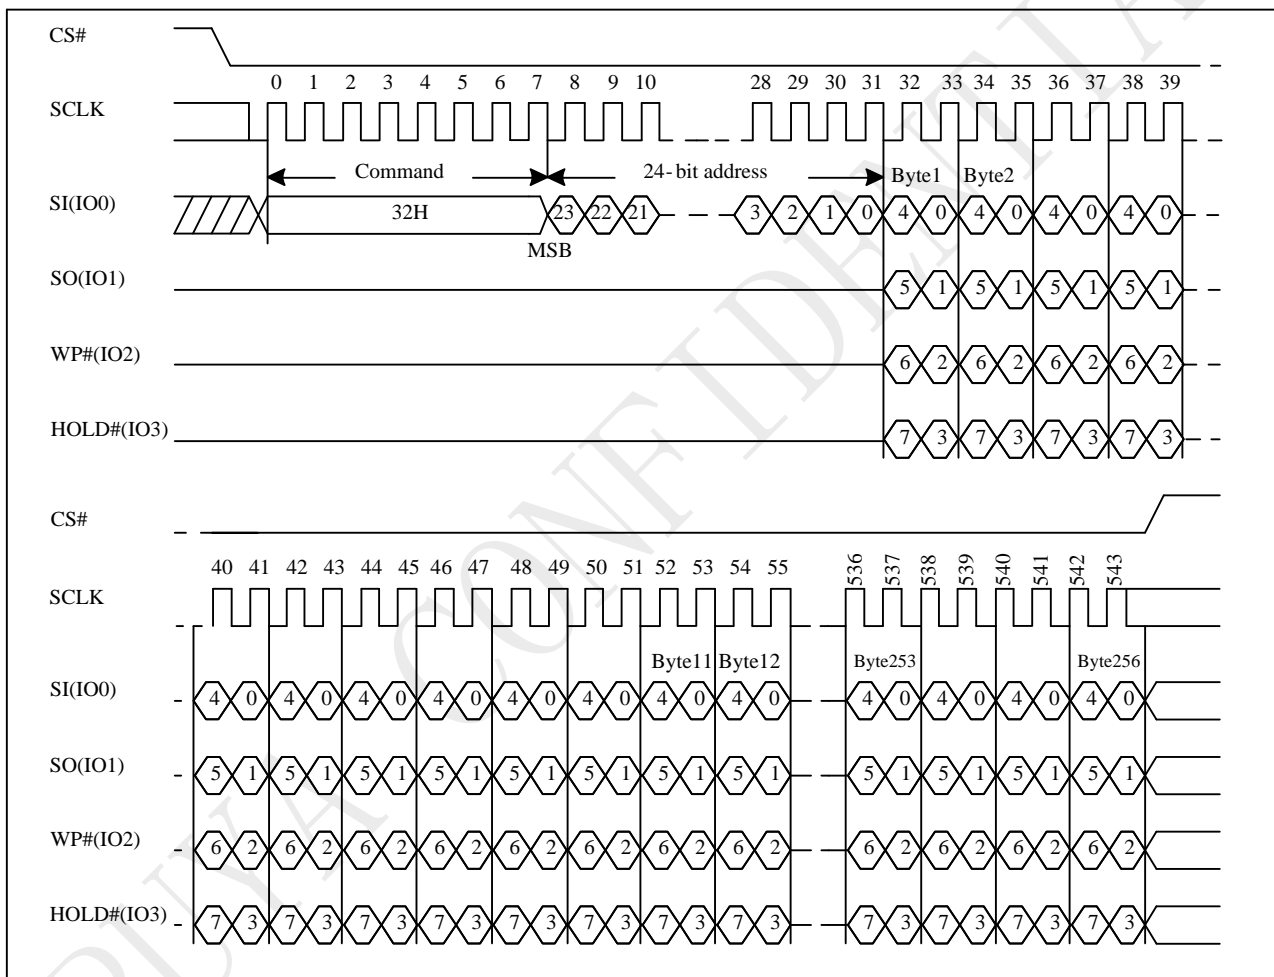 CS#
0 1 2 3 4 5 6 7 8 9 10 28 29 30 31 32 33 34 35 36 37 38 39
SCLK
Command 24-bit address Byte1 Byte2
SI(IO0) 32H 23 22 21 3 2 1 0 4 0 4 0 4 0 4 0
MSB
SO(IO1) 5 1 5 1 5 1 5 1
WP#(IO2) 6 2 6 2 6 2 6 2
HOLD#(IO3) 7 3 7 3 7 3 7 3
CS#
40 41 42 43 44 45 46 47 48 49 50 51 52 53 54 55 536 537 538 539 540 541 542 543
SCLK
Byte11 Byte12 Byte253 Byte256
SI(IO0) 4 0 4 0 4 0 4 0 4 0 4 0 4 0 4 0 4 0 4 0 4 0 4 0
SO(IO1) 5 1 5 1 5 1 5 1 5 1 5 1 5 1 5 1 5 1 5 1 5 1 5 1
WP#(IO2) 6 2 6 2 6 2 6 2 6 2 6 2 6 2 6 2 6 2 6 2 6 2 6 2
HOLD#(IO3) 7 3 7 3 7 3 7 3 7 3 7 3 7 3 7 3 7 3 7 3 7 3 7 3
PUYA CONFIDENTIA